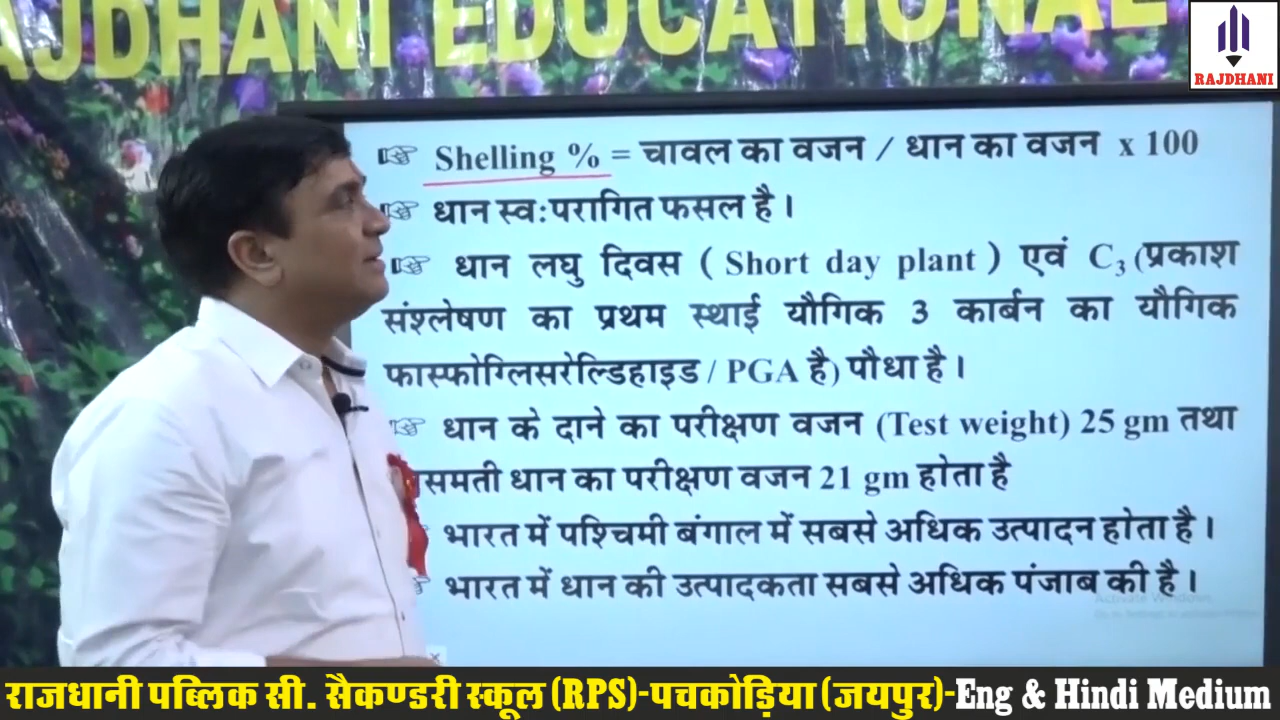 AJDHANI EDUCATIONAL
RAJDHANI
☞ Shelling % = चावल का वजन / धान का वजन x 100
☞ धान स्व:परागित फसल है।
☞ धान लघु दिवस ( Short day plant ) एवं C₃ (प्रकाश
संश्लेषण का प्रथम स्थाई यौगिक 3 कार्बन का यौगिक
फास्फोग्लिसरेल्डिहाइड / PGA है) पौधा है।
☞ धान के दाने का परीक्षण वजन (Test weight) 25 gm तथा
ासमती धान का परीक्षण वजन 21 gm होता है
भारत में पश्चिमी बंगाल में सबसे अधिक उत्पादन होता है।
भारत में धान की उत्पादकता सबसे अधिक पंजाब की है।
Activate Windows
राजधानी पब्लिक सी. सैकण्डरी स्कूल (RPS)-पचकोड़िया (जयपुर)-Eng & Hindi Medium